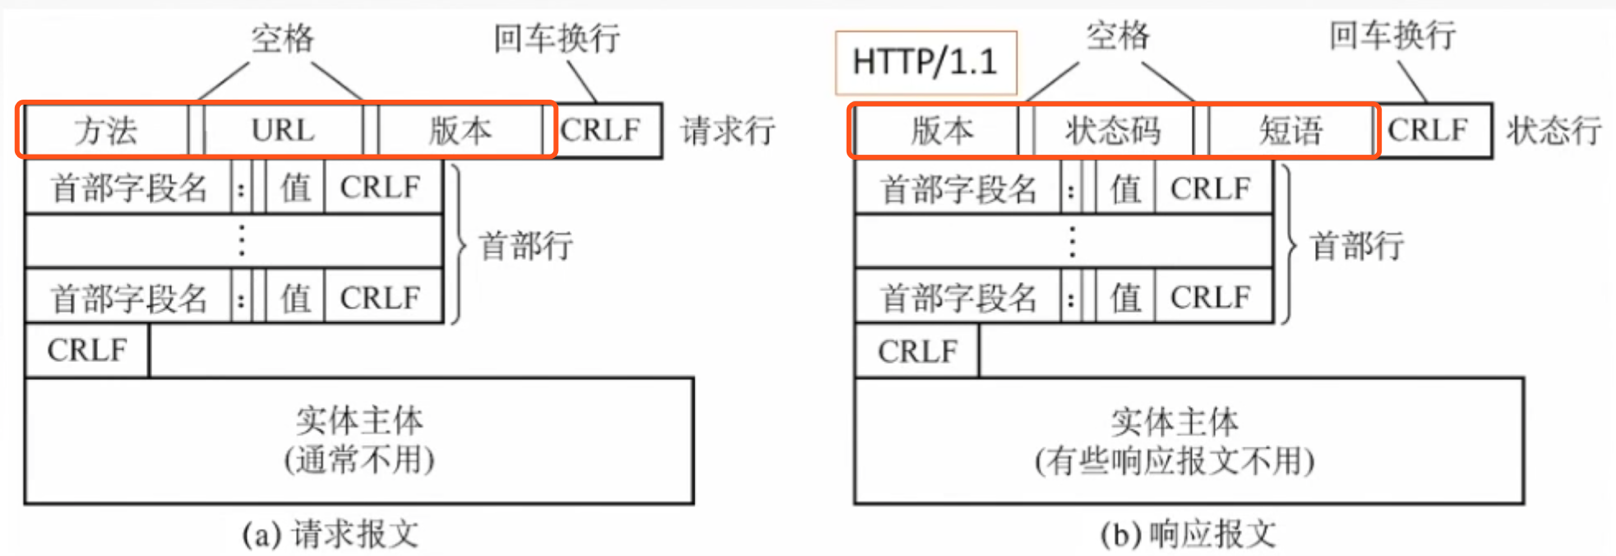 空格
回车换行
方法 URL 版本 CRLF 请求行
首部字段名 : 值 CRLF
⋮
首部行
首部字段名 : 值 CRLF
CRLF
实体主体
(通常不用)
(a) 请求报文
HTTP/1.1
空格
回车换行
版本 状态码 短语 CRLF 状态行
首部字段名 : 值 CRLF
⋮
首部行
首部字段名 : 值 CRLF
CRLF
实体主体
(有些响应报文不用)
(b) 响应报文